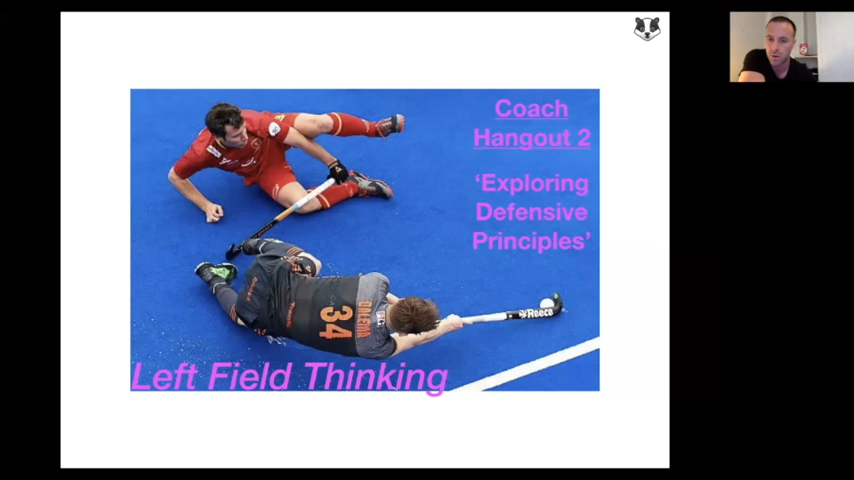 Coach
Hangout 2
‘Exploring
Defensive
Principles’
34
Reece
Left Field Thinking